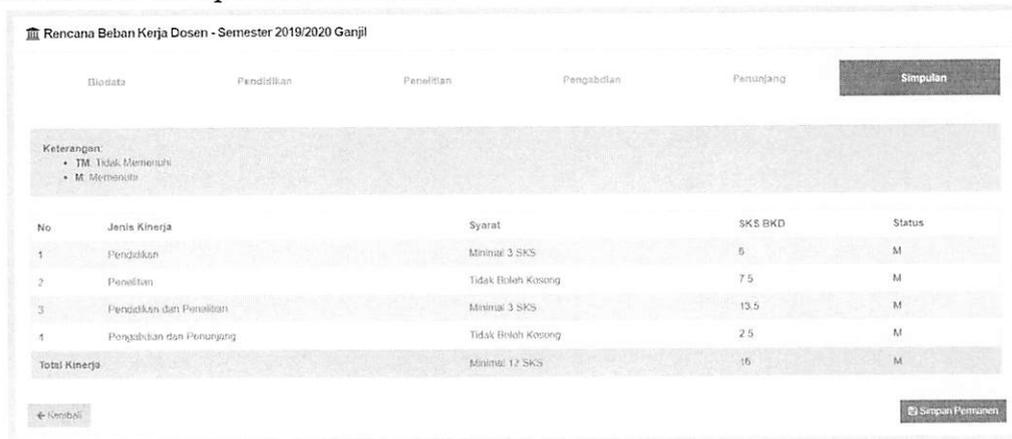 Rencana Beban Kerja Dosen - Semester 2019/2020 Ganjil
Biodata Pendidikan Penelitian Pengabdian Penunjang Simpulan
Keterangan:
• TM: Tidak Memenuhi
• M: Memenuhi
No Jenis Kinerja Syarat SKS BKD Status
1 Pendidikan Minimal 3 SKS M
2 Penelitian Tidak Boleh Kosong 7.5 M
3 Pendidikan dan Penelitian Minimal SKS 13.5 M
4 Pengabdian dan Penunjang Tidak Boleh Kosong 2.5 M
Total Kinerja Minimal 12 SKS 16 M
← Kembali Simpan Permanen